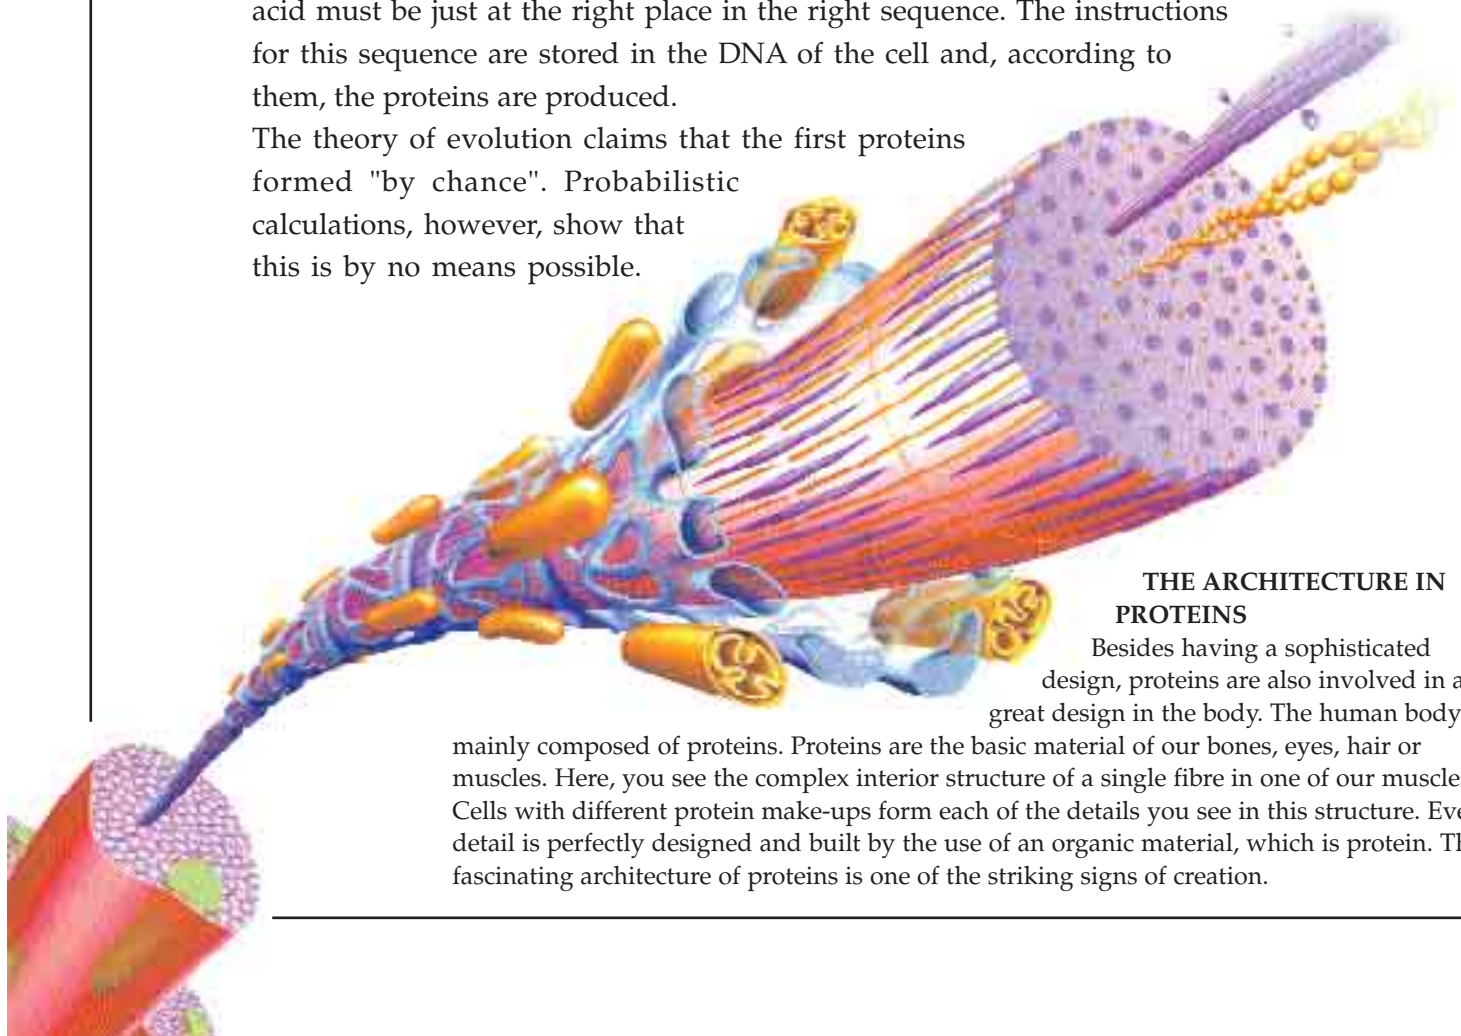 acid must be just at the right place in the right sequence. The instructions
for this sequence are stored in the DNA of the cell and, according to
them, the proteins are produced.
The theory of evolution claims that the first proteins
formed "by chance". Probabilistic
calculations, however, show that
this is by no means possible.
THE ARCHITECTURE IN
PROTEINS
Besides having a sophisticated
design, proteins are also involved in a
great design in the body. The human body
mainly composed of proteins. Proteins are the basic material of our bones, eyes, hair or
muscles. Here, you see the complex interior structure of a single fibre in one of our muscle
Cells with different protein make-ups form each of the details you see in this structure.
detail is perfectly designed and built by the use of an organic material, which is protein.
fascinating architecture of proteins is one of the striking signs of creation.